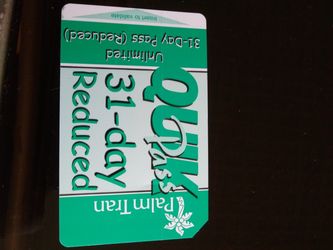 Palm Tran
QUIK
Pass
31-day
Reduced
Unlimited
31-Day Pass (Reduced)
insert to validate